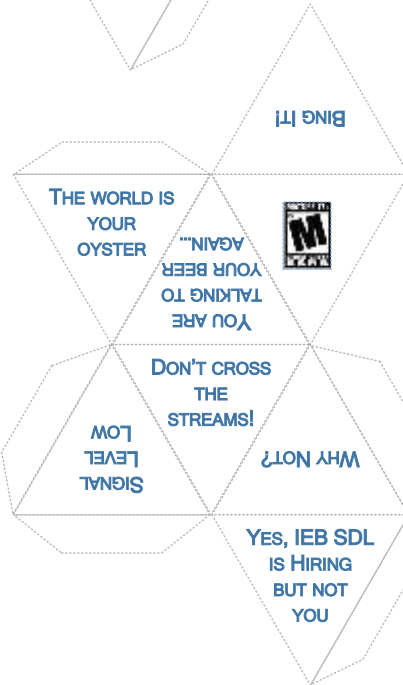 BING IT!
THE WORLD IS
YOUR
OYSTER
M
YOU ARE
TALKING TO
YOUR BEER
AGAIN...
DON'T CROSS
THE
STREAMS!
SIGNAL
LEVEL
LOW
WHY NOT?
YES, IEB SDL
IS HIRING
BUT NOT
YOU